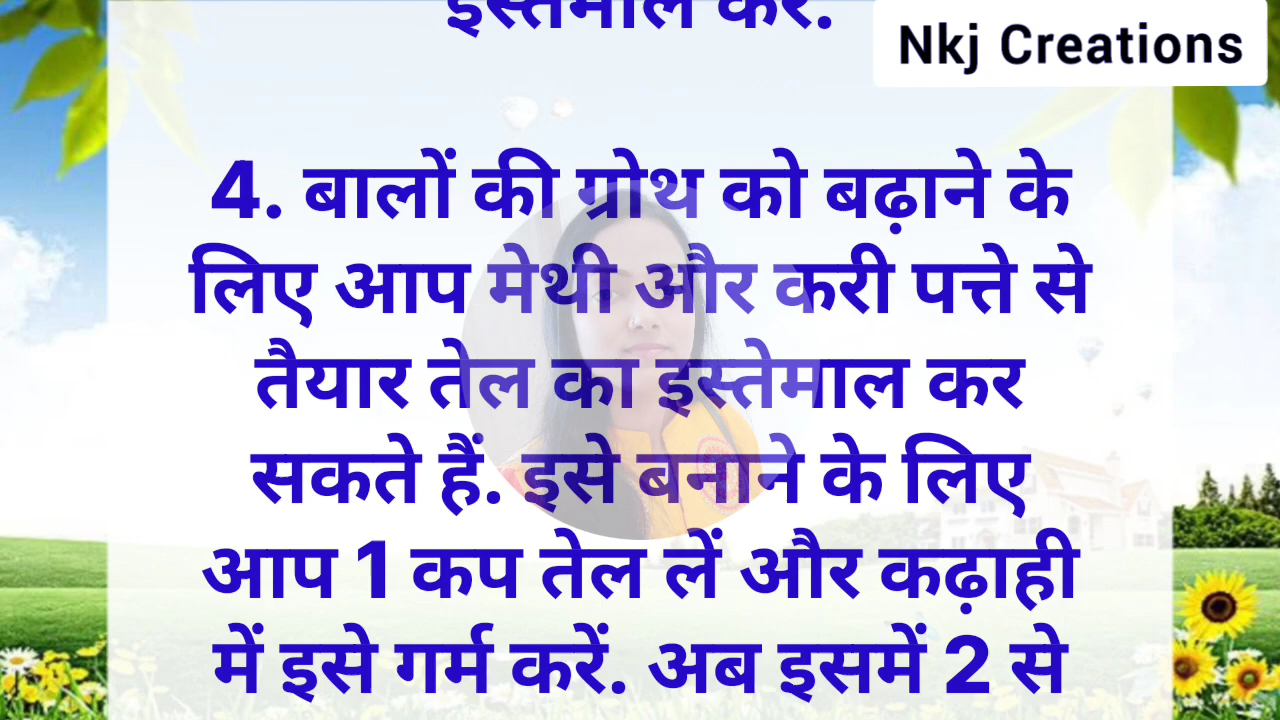 इस्तेमाल करें.
Nkj Creations
4. बालों की ग्रोथ को बढ़ाने के
लिए आप मेथी और करी पत्ते से
तैयार तेल का इस्तेमाल कर
सकते हैं. इसे बनाने के लिए
आप 1 कप तेल लें और कढ़ाही
में इसे गर्म करें. अब इसमें 2 से